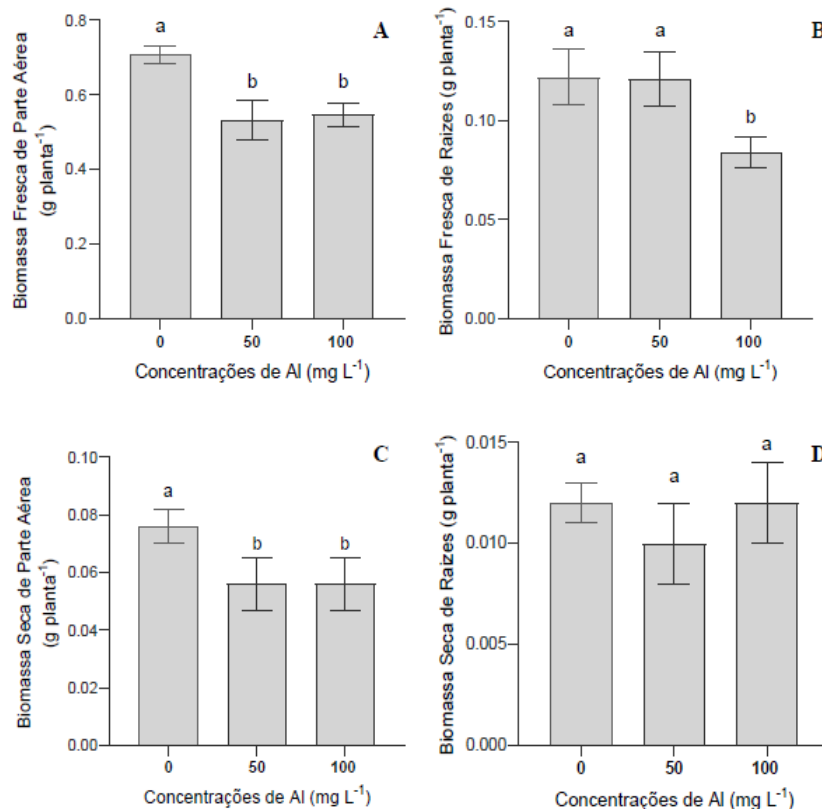 A
Biomassa Fresca de Parte Aérea
(g planta⁻¹)
0.8
0.6
0.4
0.2
0.0
a
b
b
0
50
100
Concentrações de Al (mg L⁻¹)
B
Biomassa Fresca de Raizes (g planta⁻¹)
0.15
0.10
0.05
0.00
a
a
b
0
50
100
Concentrações de Al (mg L⁻¹)
C
Biomassa Seca de Parte Aérea
(g planta⁻¹)
0.10
0.08
0.06
0.04
0.02
0.00
a
b
b
0
50
100
Concentrações de Al (mg L⁻¹)
D
Biomassa Seca de Raizes (g planta⁻¹)
0.015
0.010
0.005
0.000
a
a
a
0
50
100
Concentrações de Al (mg L⁻¹)